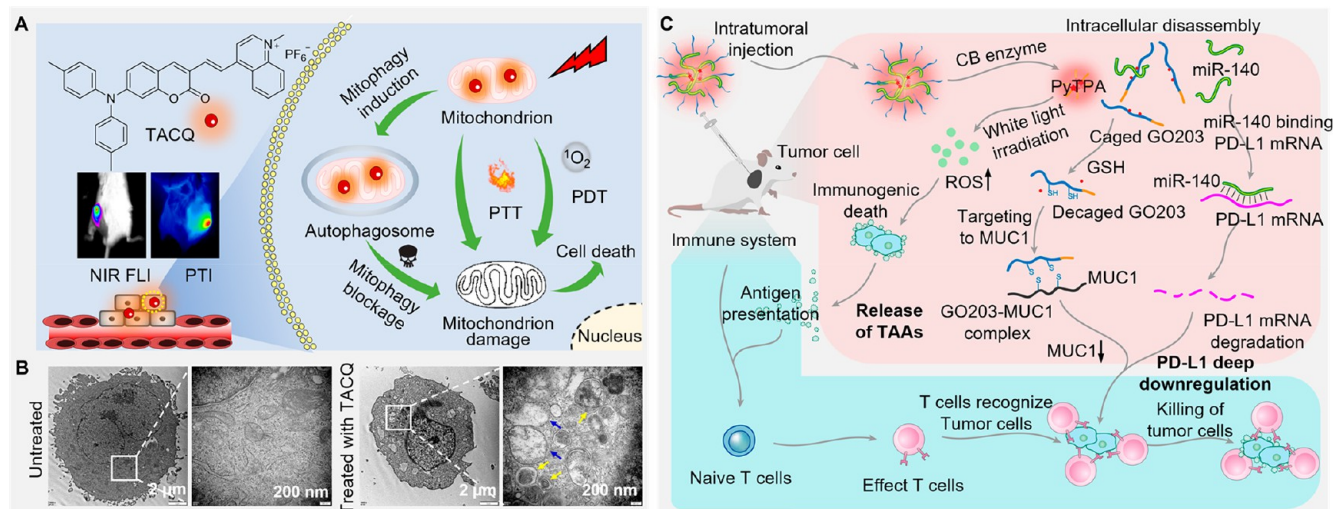 A
N⁺
PF₆⁻
N
O
O
TACQ
NIR FLI
PTI
Mitophagy
induction
Mitochondrion
¹O₂
PTT
PDT
Autophagosome
Mitophagy
blockage
Cell death
Mitochondrion
damage
Nucleus
B
Untreated
2 μm
200 nm
Treated with TACQ
2 μm
200 nm
C
Intratumoral
injection
CB enzyme
Intracellular disassembly
PyTPA
miR-140
Caged GO203
miR-140 binding
PD-L1 mRNA
White light
irradiation
Tumor cell
ROS↑
GSH
SH
SH
Decaged GO203
miR-140
PD-L1 mRNA
Immunogenic
death
Targeting
to MUC1
Immune system
S
S
S
MUC1
GO203-MUC1
complex
Antigen
presentation
Release
of TAAs
PD-L1 mRNA
degradation
MUC1↓
PD-L1 deep
downregulation
T cells recognize
Tumor cells
Killing of
tumor cells
Naive T cells
Effect T cells